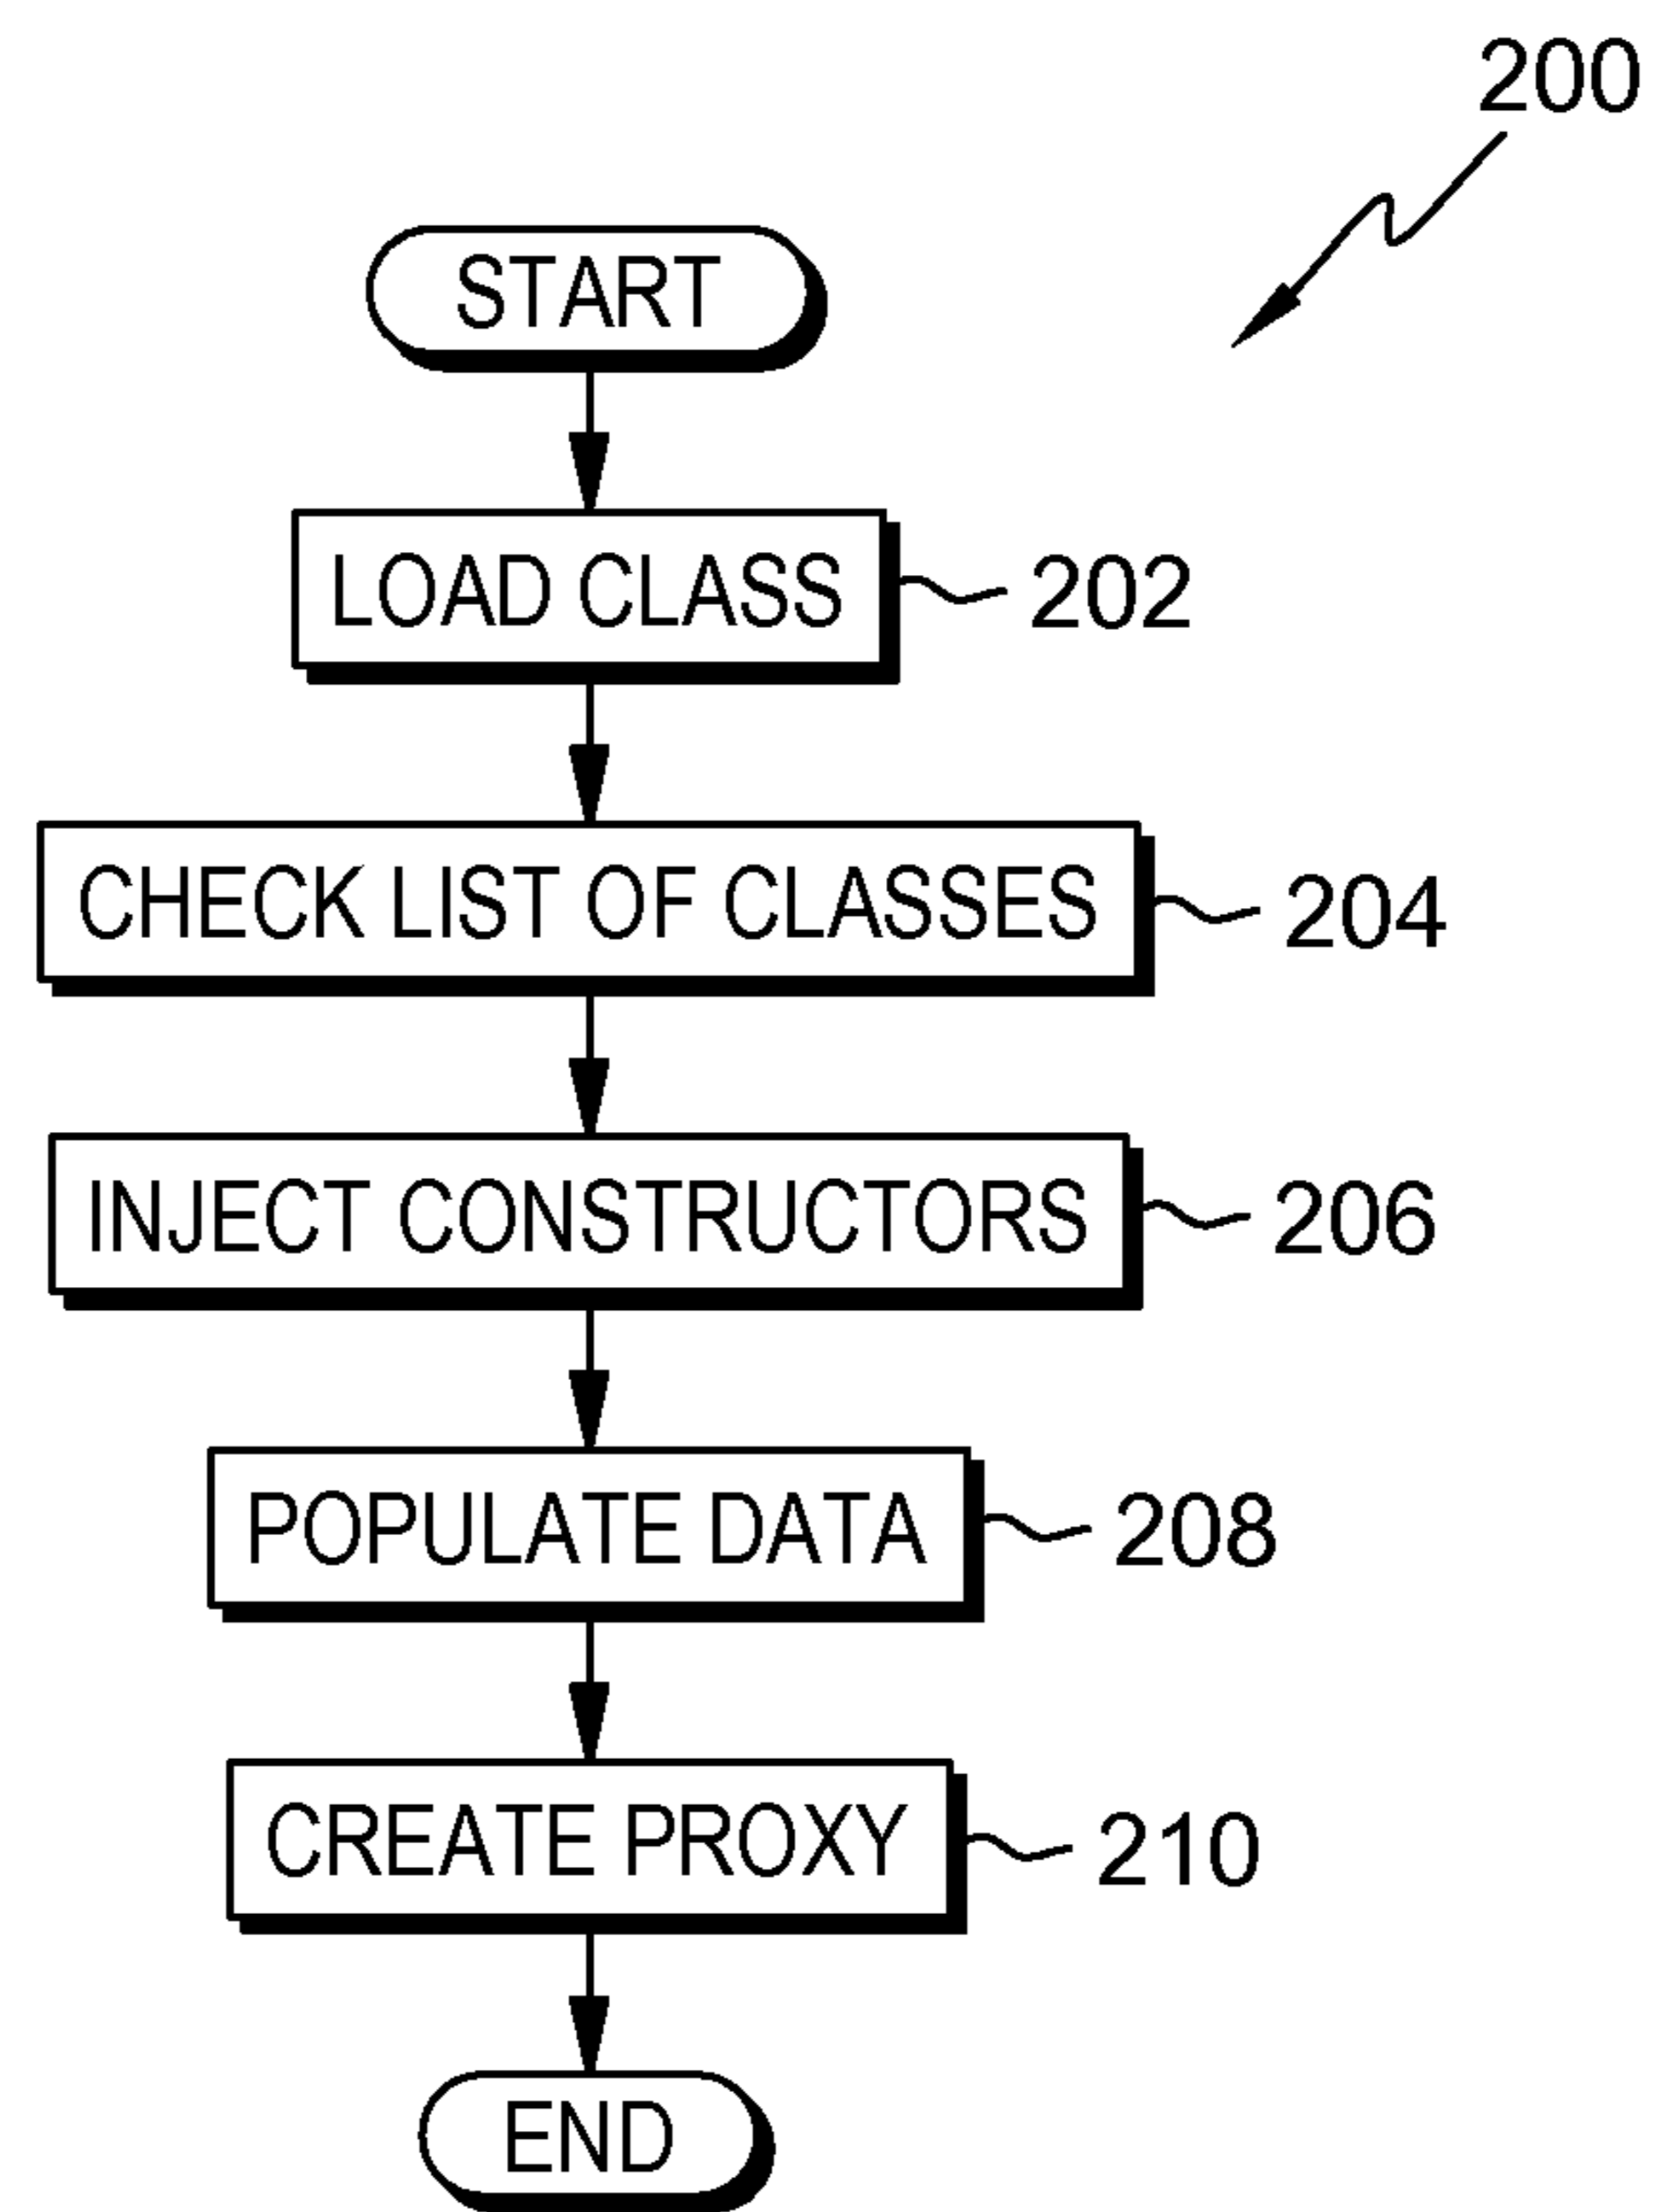 200
START
LOAD CLASS 202
CHECK LIST OF CLASSES 204
INJECT CONSTRUCTORS 206
POPULATE DATA 208
CREATE PROXY 210
END